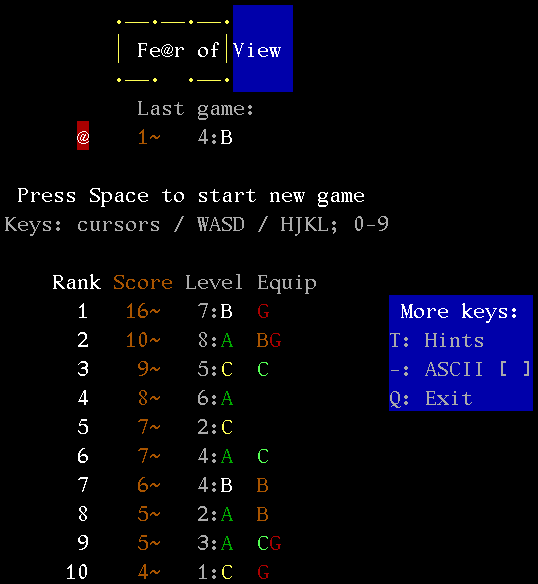 Fe@r of View
Last game:
@ 1~ 4:B
Press Space to start new game
Keys: cursors / WASD / HJKL; 0-9
Rank Score Level Equip
1 16~ 7:B G
2 10~ 8:A BG
3 9~ 5:C C
4 8~ 6:A
5 7~ 2:C
6 7~ 4:A C
7 6~ 4:B B
8 5~ 2:A B
9 5~ 3:A CG
10 4~ 1:C G
More keys:
T: Hints
-: ASCII [ ]
Q: Exit